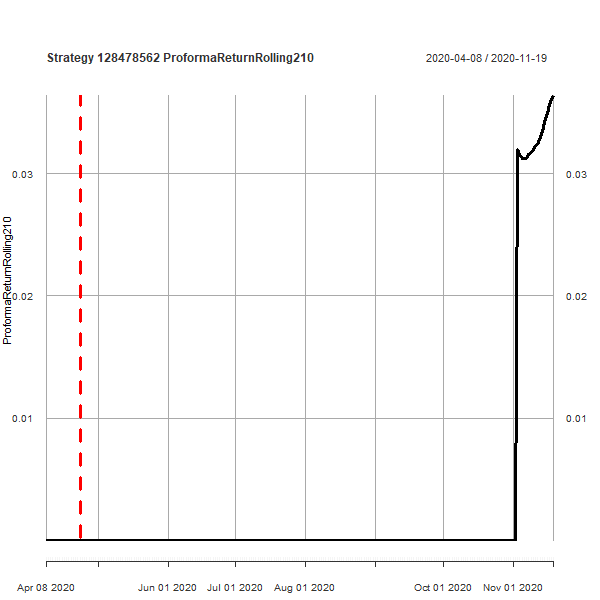 Strategy 128478562 ProformaReturnRolling210
2020-04-08 / 2020-11-19
ProformaReturnRolling210
0.03
0.02
0.01
0.03
0.02
0.01
Apr 08 2020
Jun 01 2020
Jul 01 2020
Aug 01 2020
Oct 01 2020
Nov 01 2020